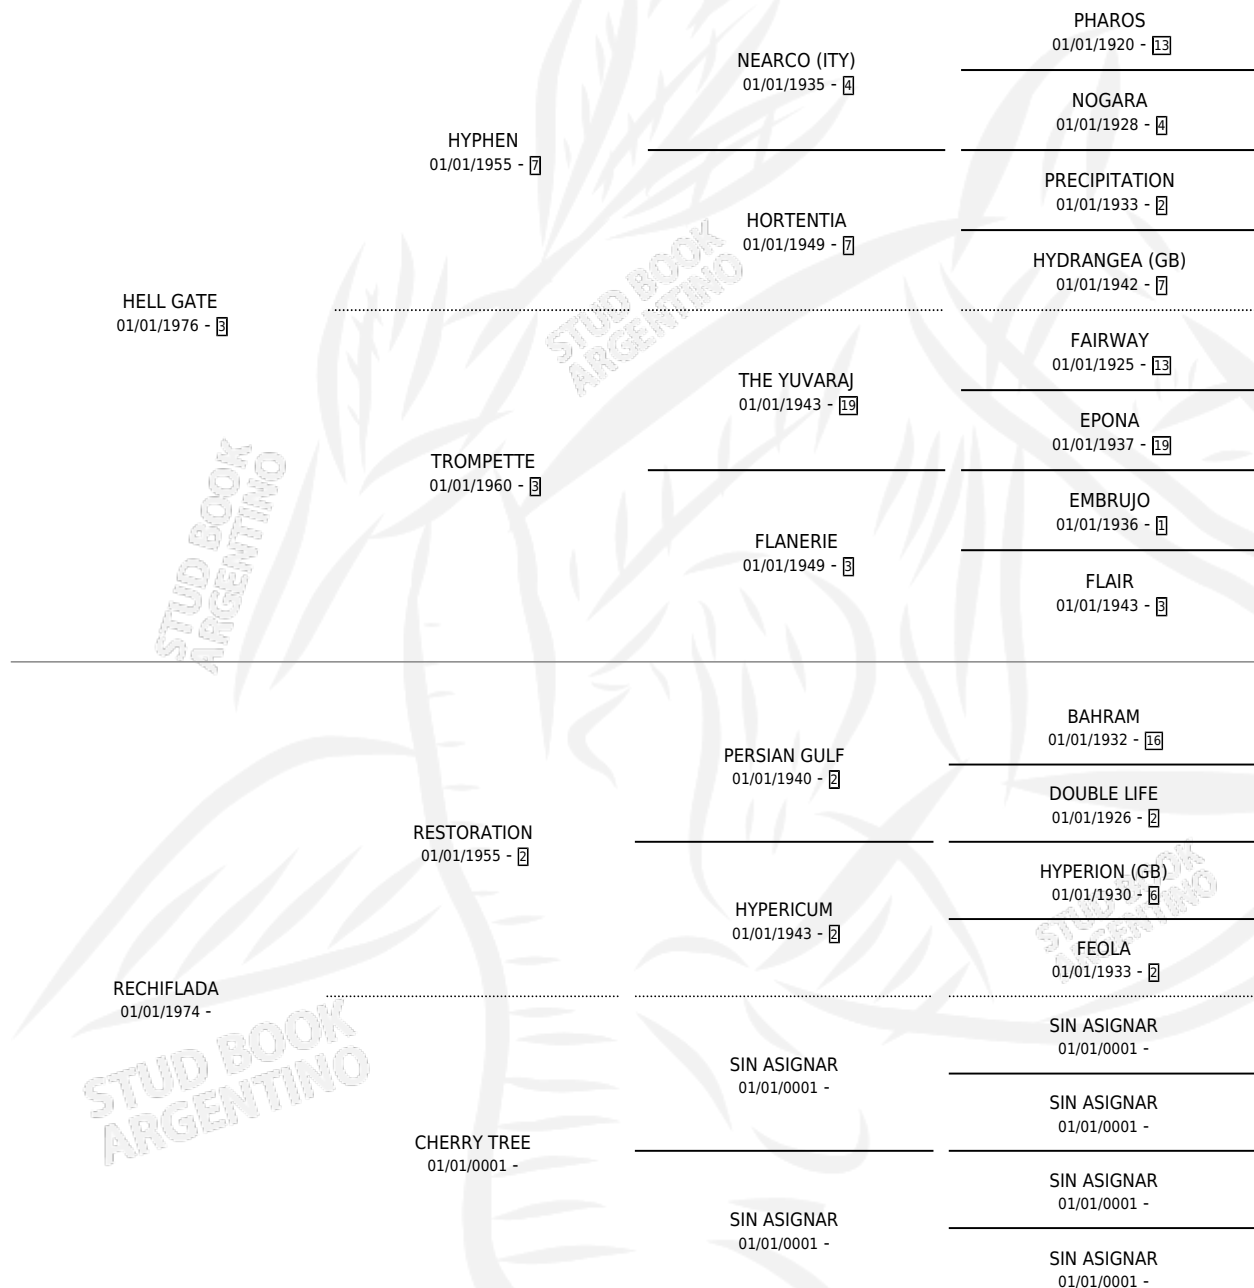 PHAROS
01/01/1920 - 13
NEARCO (ITY)
01/01/1935 - 4
NOGARA
01/01/1928 - 4
HYPHEN
01/01/1955 - 7
PRECIPITATION
01/01/1933 - 2
HORTENTIA
01/01/1949 - 7
HYDRANGEA (GB)
01/01/1942 - 7
HELL GATE
01/01/1976 - 3
FAIRWAY
01/01/1925 - 13
THE YUVARAJ
01/01/1943 - 19
EPONA
01/01/1937 - 19
TROMPETTE
01/01/1960 - 3
EMBRUJO
01/01/1936 - 1
FLANERIE
01/01/1949 - 3
FLAIR
01/01/1943 - 3
BAHRAM
01/01/1932 - 16
PERSIAN GULF
01/01/1940 - 2
DOUBLE LIFE
01/01/1926 - 2
RESTORATION
01/01/1955 - 2
HYPERION (GB)
01/01/1930 - 6
HYPERICUM
01/01/1943 - 2
FEOLA
01/01/1933 - 2
RECHIFLADA
01/01/1974 -
SIN ASIGNAR
01/01/0001 -
SIN ASIGNAR
01/01/0001 -
SIN ASIGNAR
01/01/0001 -
CHERRY TREE
01/01/0001 -
SIN ASIGNAR
01/01/0001 -
SIN ASIGNAR
01/01/0001 -
SIN ASIGNAR
01/01/0001 -
STUD BOOK
ARGENTINO
STUD BOOK
ARGENTINO
STUD BOOK
ARGENTINO
STUD BOOK
ARGENTINO